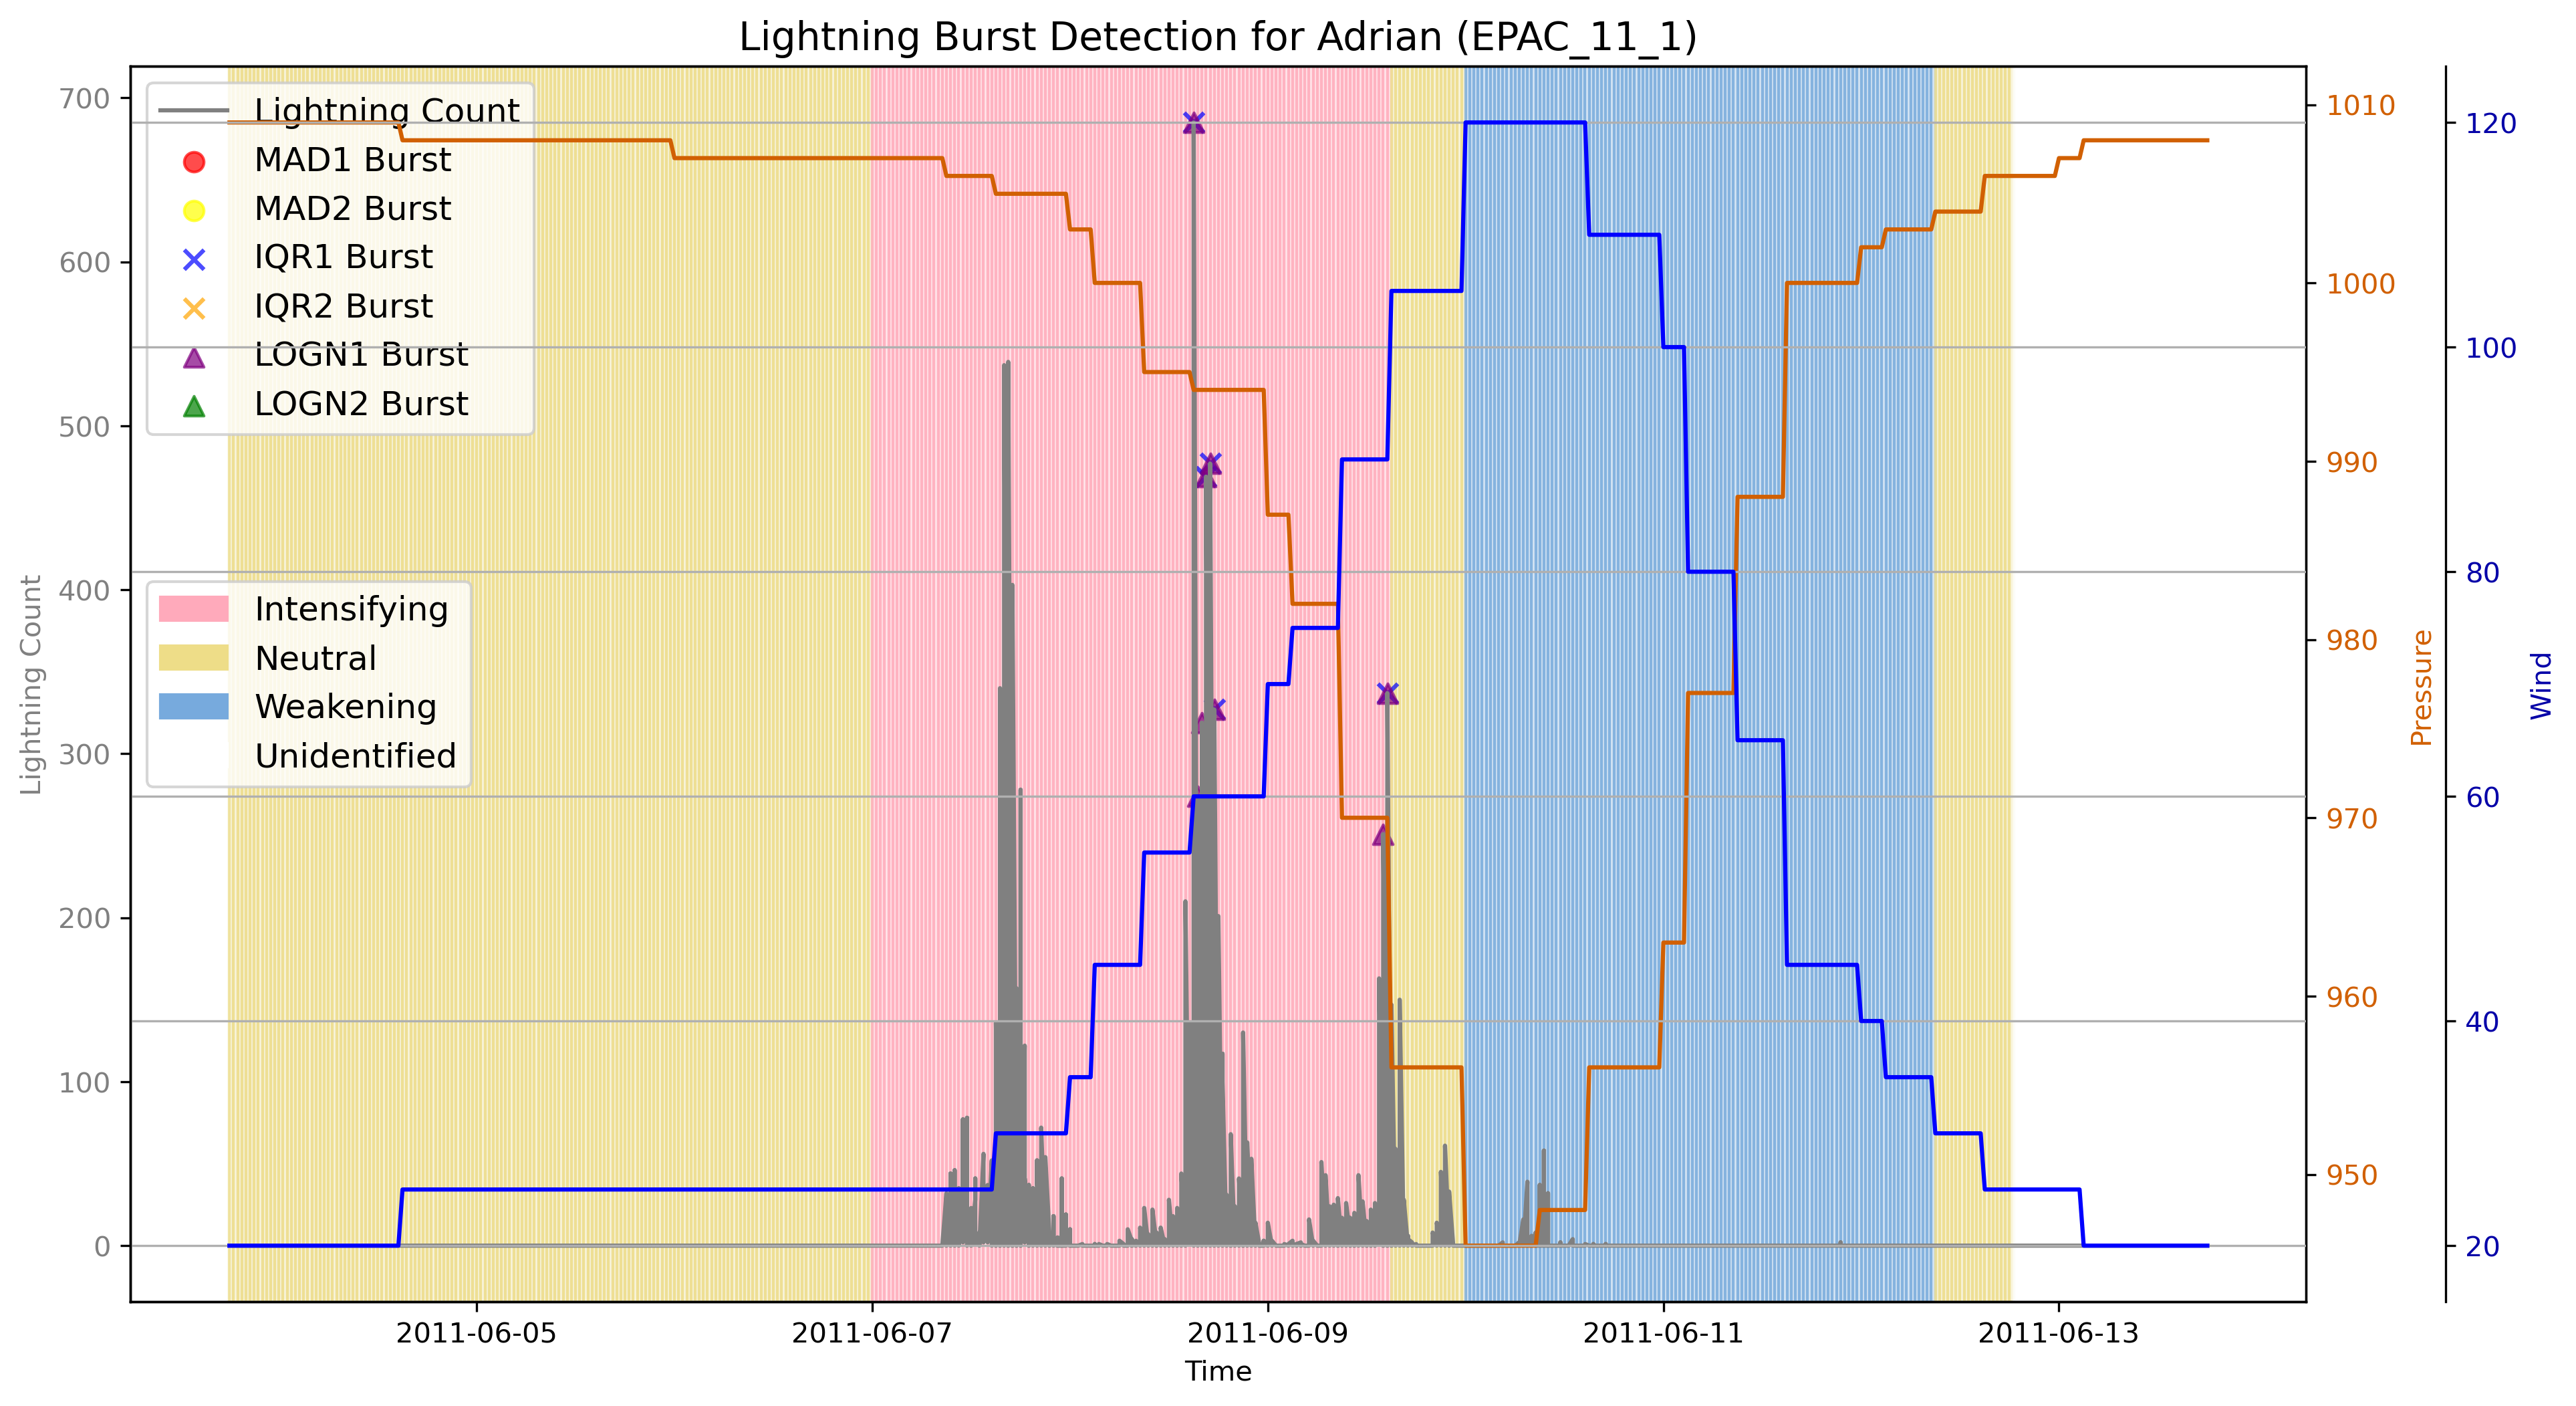 Lightning Burst Detection for Adrian (EPAC_11_1)
Lightning Count
MAD1 Burst
MAD2 Burst
IQR1 Burst
IQR2 Burst
LOGN1 Burst
LOGN2 Burst
Intensifying
Neutral
Weakening
Unidentified
700
600
500
400
300
200
100
0
Lightning Count
1010
1000
990
980
970
960
950
Pressure
120
100
80
60
40
20
Wind
2011-06-05
2011-06-07
2011-06-09
2011-06-11
2011-06-13
Time